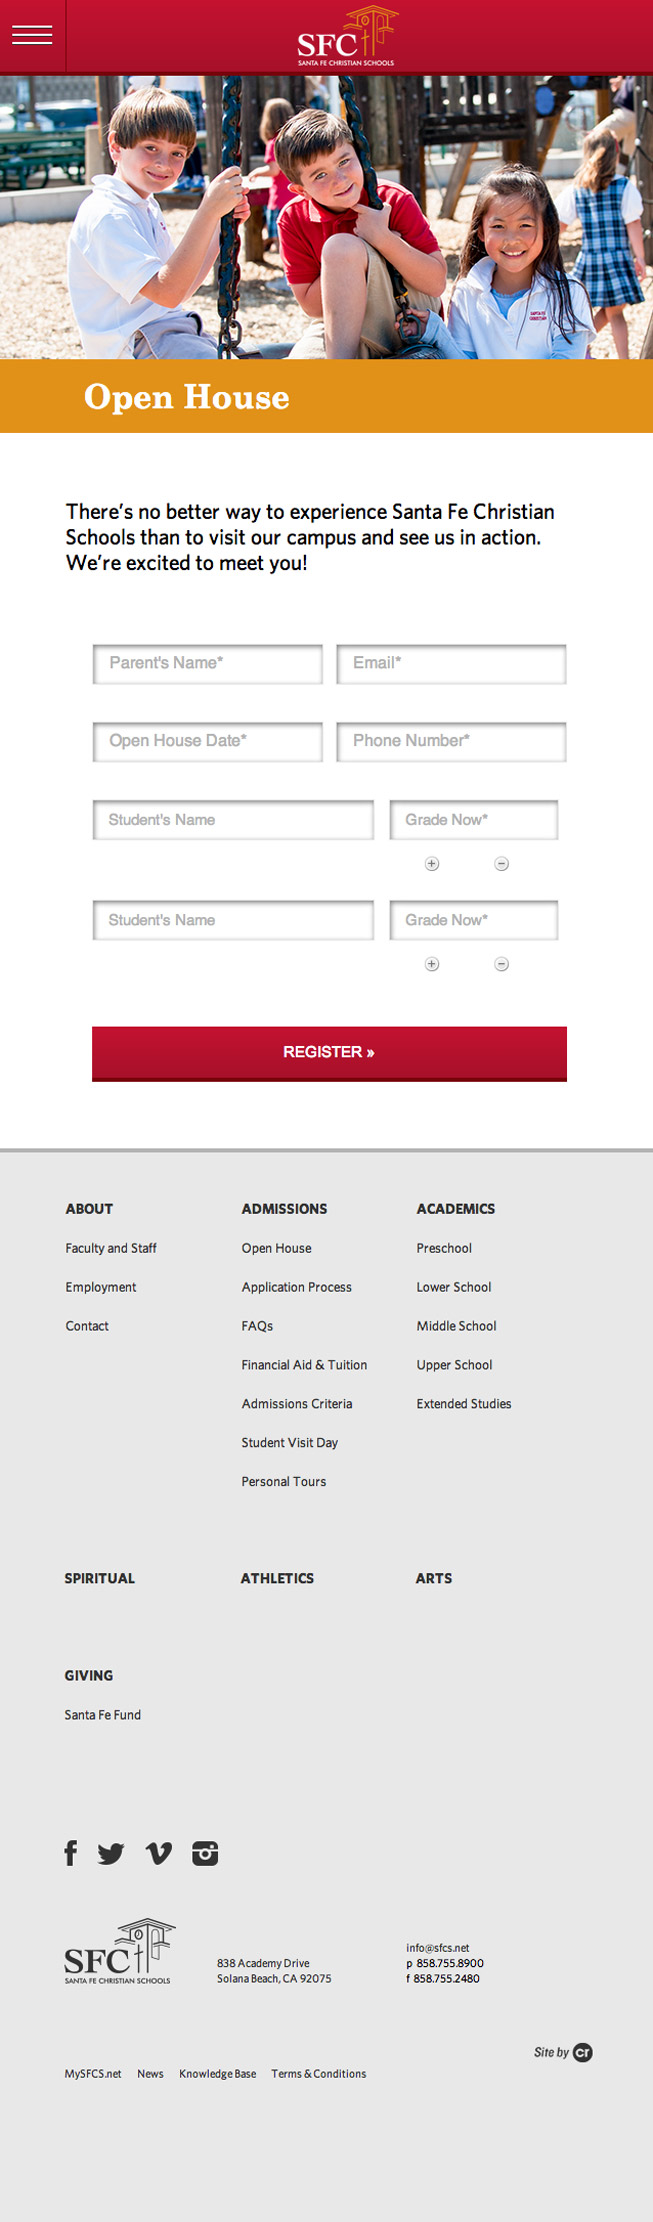 SFC
SANTA FE CHRISTIAN SCHOOLS
SANTA FE
CHRISTIAN
Open House
There's no better way to experience Santa Fe Christian
Schools than to visit our campus and see us in action.
We're excited to meet you!
Parent's Name* Email*
Open House Date* Phone Number*
Student's Name Grade Now*
Student's Name Grade Now*
REGISTER »
ABOUT ADMISSIONS ACADEMICS
Faculty and Staff Open House Preschool
Employment Application Process Lower School
Contact FAQs Middle School
Financial Aid & Tuition Upper School
Admissions Criteria Extended Studies
Student Visit Day
Personal Tours
SPIRITUAL ATHLETICS ARTS
GIVING
Santa Fe Fund
SFC
SANTA FE CHRISTIAN SCHOOLS
838 Academy Drive
Solana Beach, CA 92075
info@sfcs.net
p 858.755.8900
f 858.755.2480
Site by cr
MySFCS.net News Knowledge Base Terms & Conditions